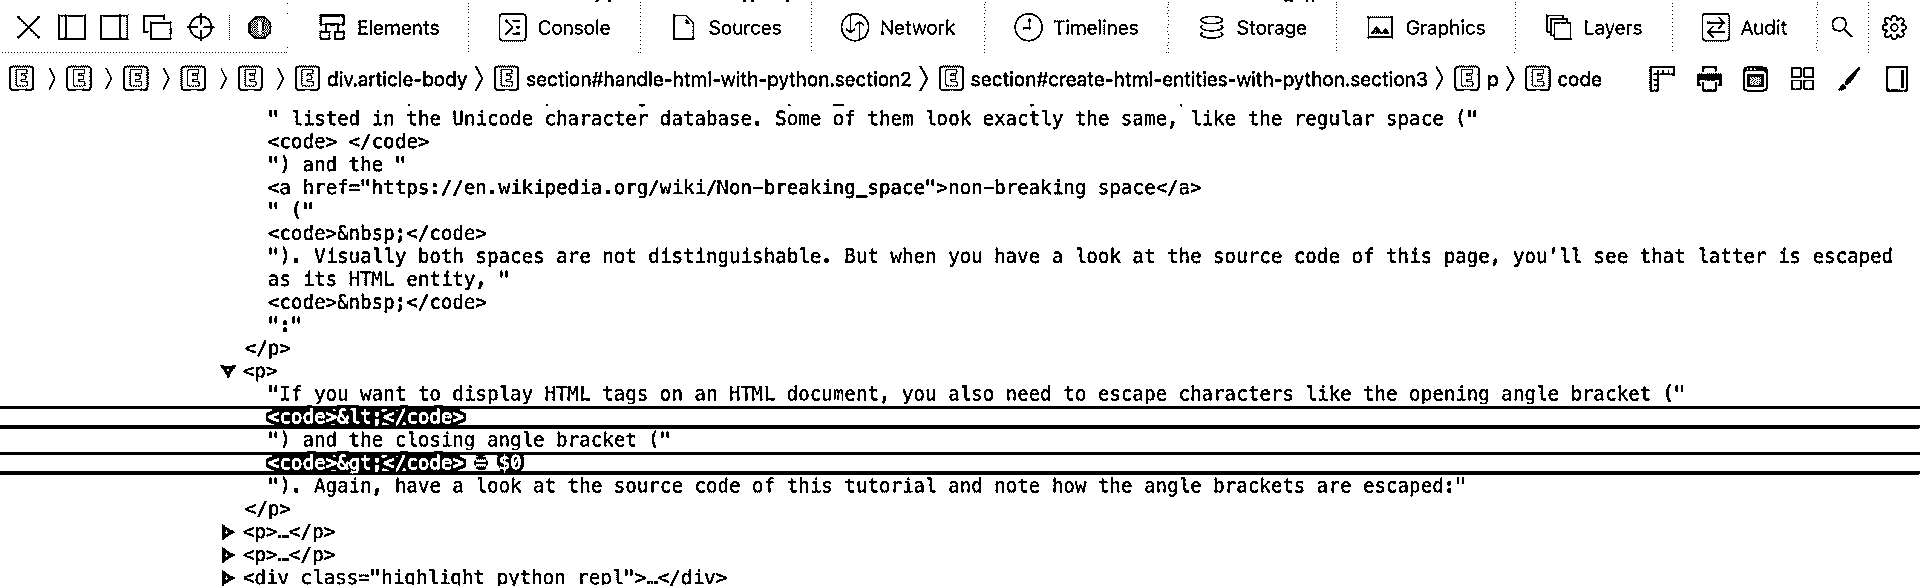 Elements Console Sources Network Timelines Storage Graphics Layers Audit
E E E E E E div.article-body E section#handle-html-with-python.section2 E section#create-html-entities-with-python.section3 E p E code
" listed in the Unicode character database. Some of them look exactly the same, like the regular space ("
<code> </code>
") and the "
<a href="https://en.wikipedia.org/wiki/Non-breaking_space">non-breaking space</a>
" ("
<code>&nbsp;</code>
"). Visually both spaces are not distinguishable. But when you have a look at the source code of this page, you'll see that latter is escaped
as its HTML entity, "
<code>&nbsp;</code>
":"
</p>
<p>
"If you want to display HTML tags on an HTML document, you also need to escape characters like the opening angle bracket ("
<code>&lt;</code>
") and the closing angle bracket ("
<code>&gt;</code> = $0
"). Again, have a look at the source code of this tutorial and note how the angle brackets are escaped:"
</p>
<p>…</p>
<p>…</p>
<div class="highlight python repl">…</div>